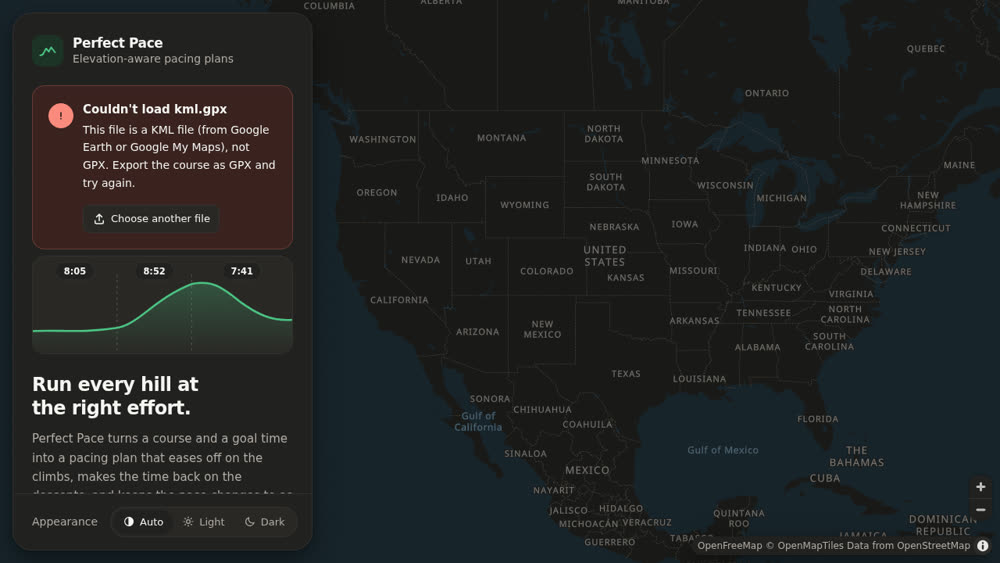 Perfect Pace
Elevation-aware pacing plans
!
Couldn't load kml.gpx
This file is a KML file (from Google
Earth or Google My Maps), not
GPX. Export the course as GPX and
try again.
Choose another file
8:05
8:52
7:41
Run every hill at
the right effort.
Perfect Pace turns a course and a goal time
into a pacing plan that eases off on the
climbs, makes the time back on the
Appearance
Auto
Light
Dark
COLUMBIA
ALBERTA
MANITOBA
QUEBEC
ONTARIO
WASHINGTON
MONTANA
NORTH
DAKOTA
MINNESOTA
MAINE
OREGON
IDAHO
WYOMING
SOUTH
DAKOTA
WISCONSIN
MICHIGAN
NEW
HAMPSHIRE
NEBRASKA
IOWA
CONNECTICUT
NEVADA
UTAH
COLORADO
UNITED
STATES
KANSAS
MISSOURI
INDIANA
OHIO
NEW JERSEY
DELAWARE
CALIFORNIA
KENTUCKY
VIRGINIA
ARIZONA
NEW
MEXICO
ARKANSAS
TENNESSEE
NORTH
CAROLINA
ALABAMA
SOUTH
CAROLINA
TEXAS
LOUISIANA
SONORA
CHIHUAHUA
Gulf of
California
COAHUILA
FLORIDA
SINALOA
Gulf of Mexico
THE
BAHAMAS
MEXICO
CUBA
NAYARIT
JALISCO
HIDALGO
MICHOACÁN
VERACRUZ
QUINTANA
ROO
DOMINICAN
REPUBLIC
GUERRERO
JAMAICA
+
−
OpenFreeMap © OpenMapTiles Data from OpenStreetMap